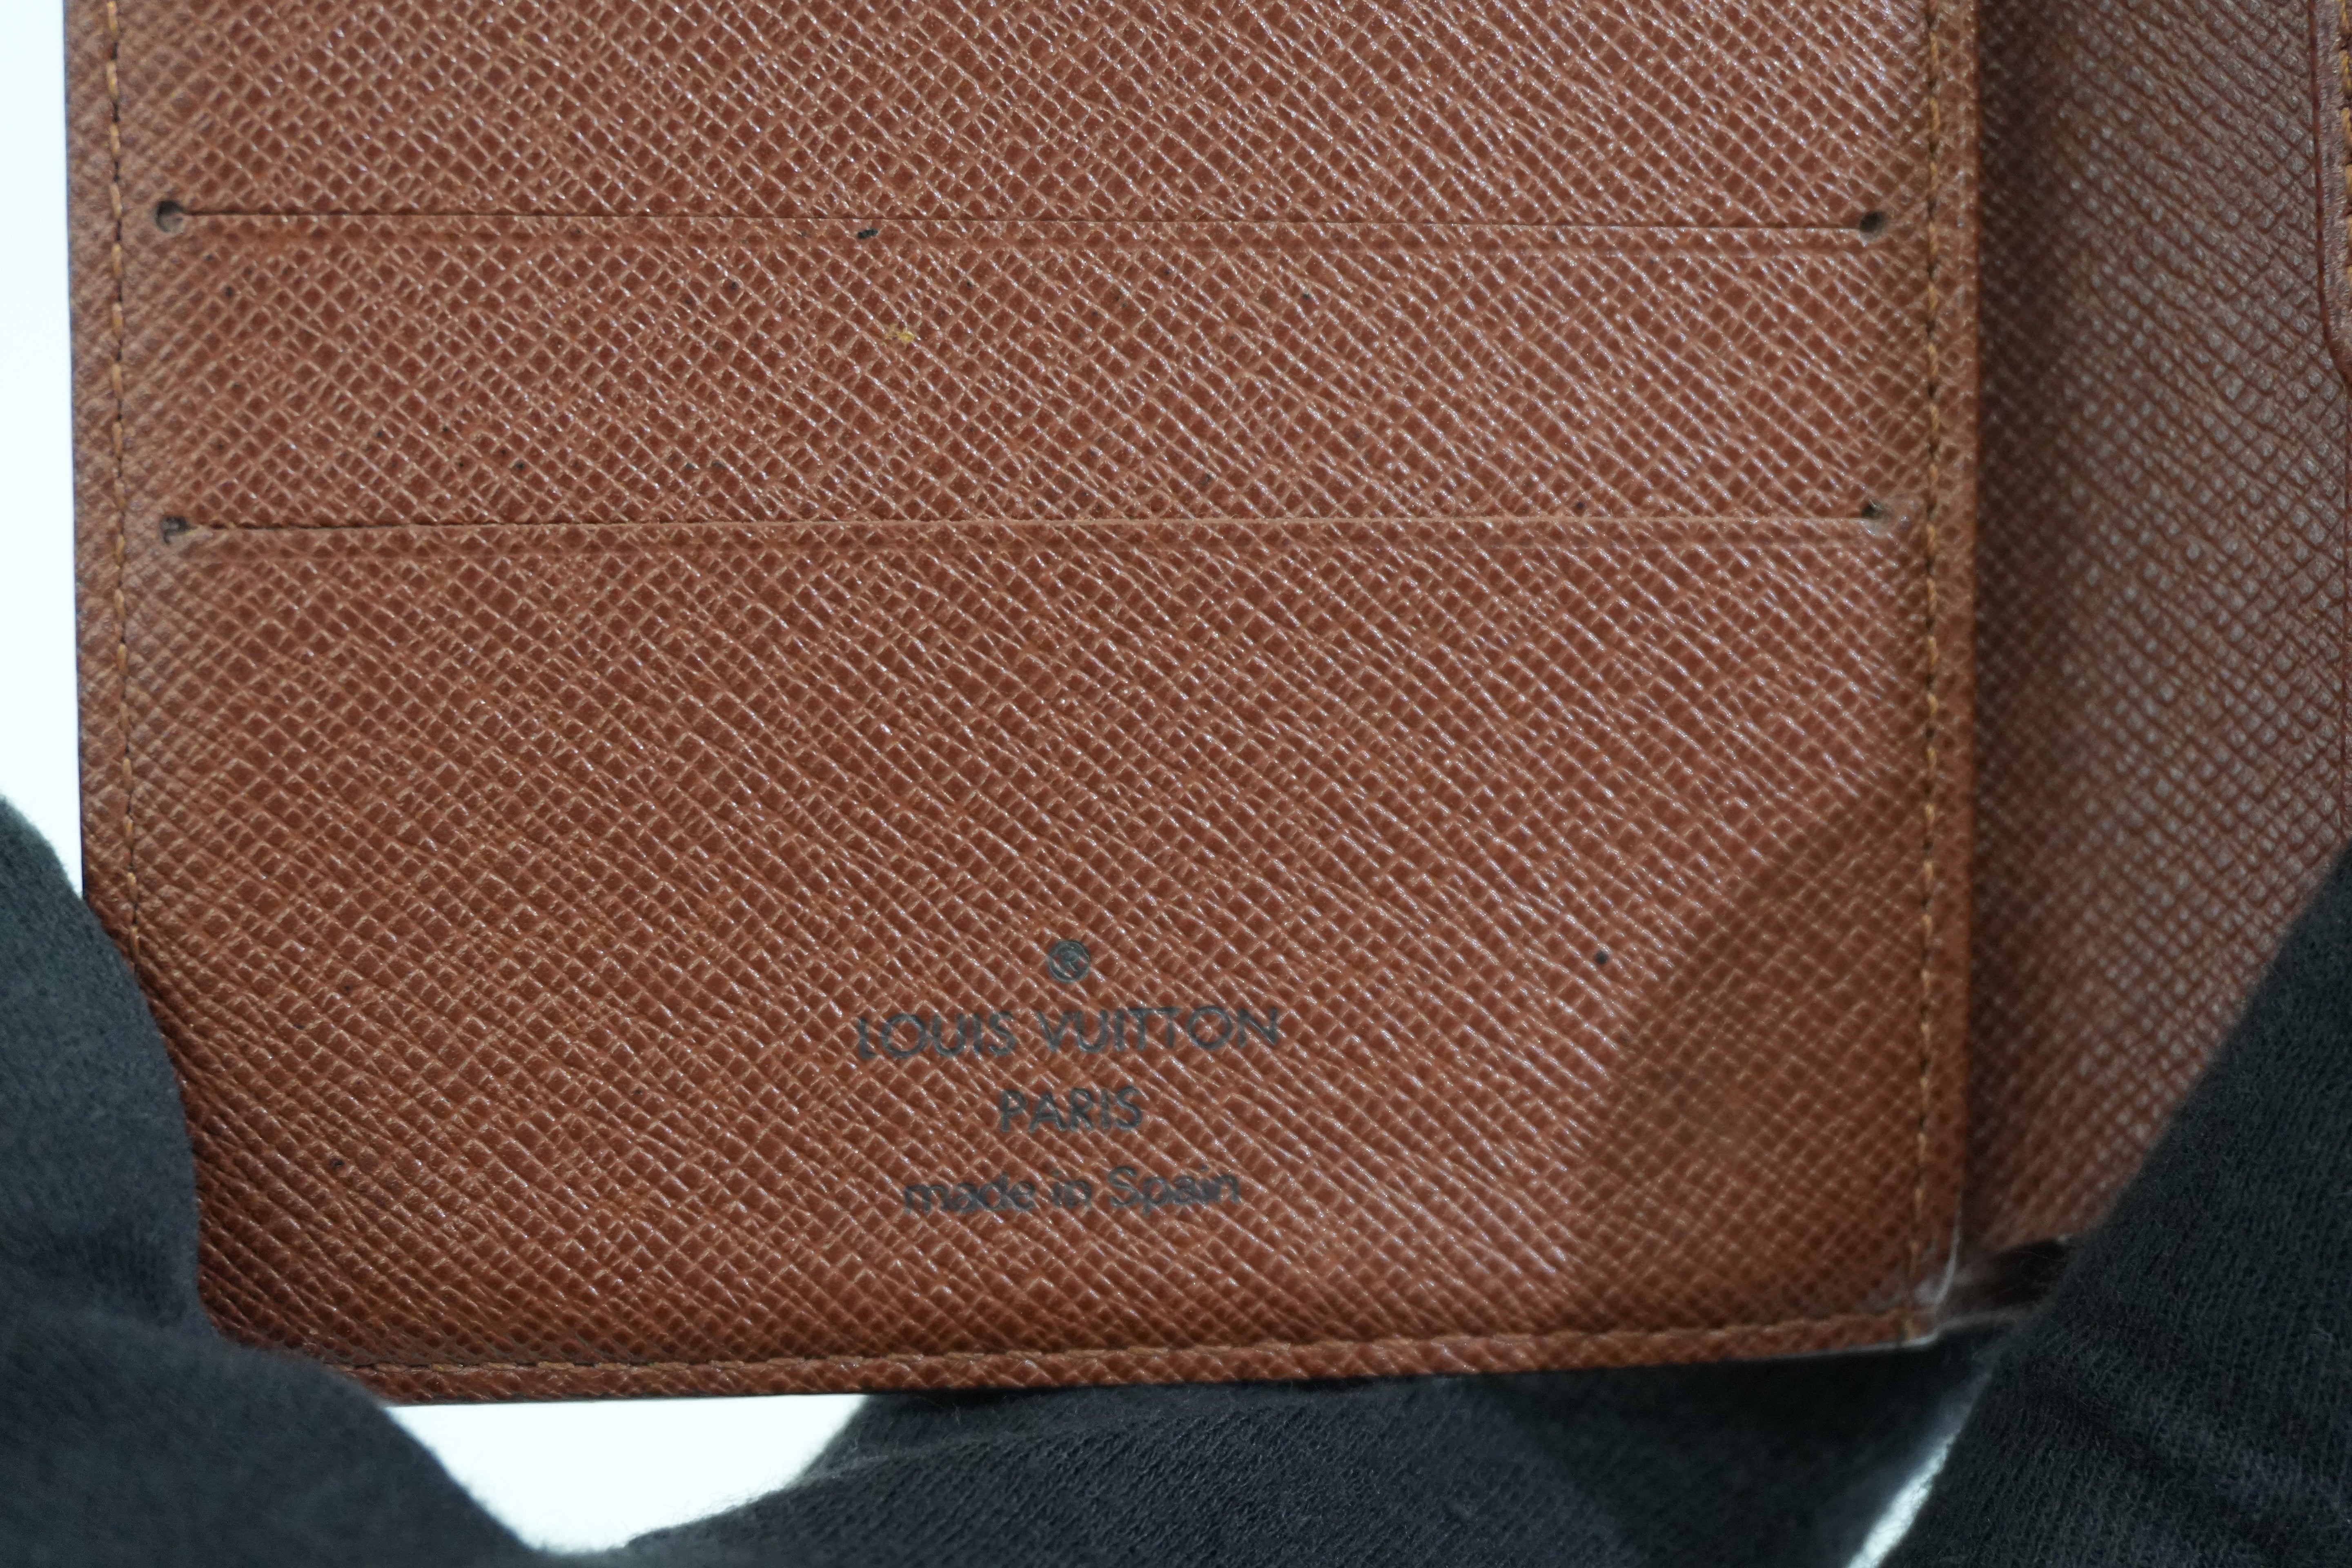 ®
LOUIS VUITTON
PARIS
made in Spain